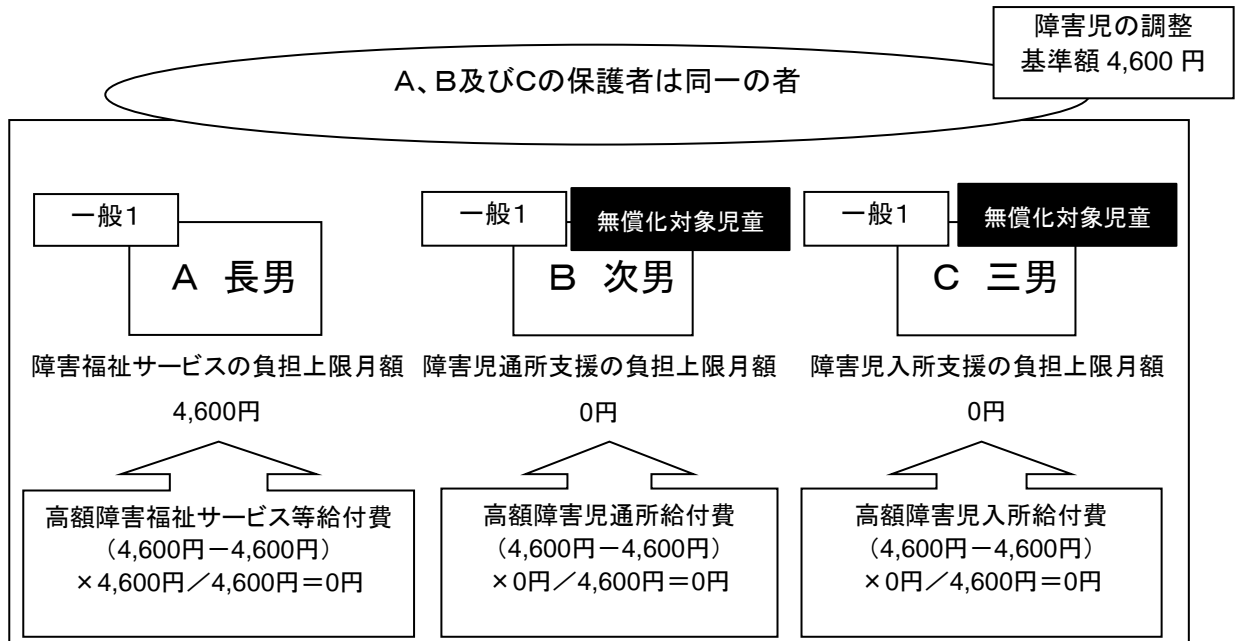 障害児の調整
基準額 4,600 円
A、B及びCの保護者は同一の者
一般1
A 長男
障害福祉サービスの負担上限月額
4,600円
高額障害福祉サービス等給付費
(4,600円-4,600円)
×4,600円/4,600円=0円
一般1
無償化対象児童
B 次男
障害児通所支援の負担上限月額
0円
高額障害児通所給付費
(4,600円-4,600円)
×0円/4,600円=0円
一般1
無償化対象児童
C 三男
障害児入所支援の負担上限月額
0円
高額障害児入所給付費
(4,600円-4,600円)
×0円/4,600円=0円